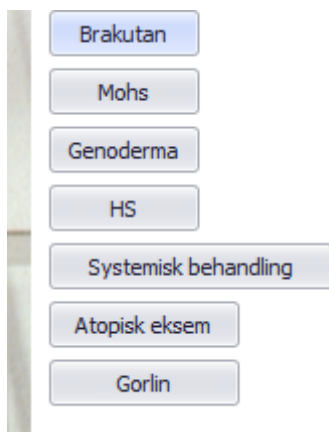 Brakutan
Mohs
Genoderma
HS
Systemisk behandling
Atopisk eksem
Gorlin